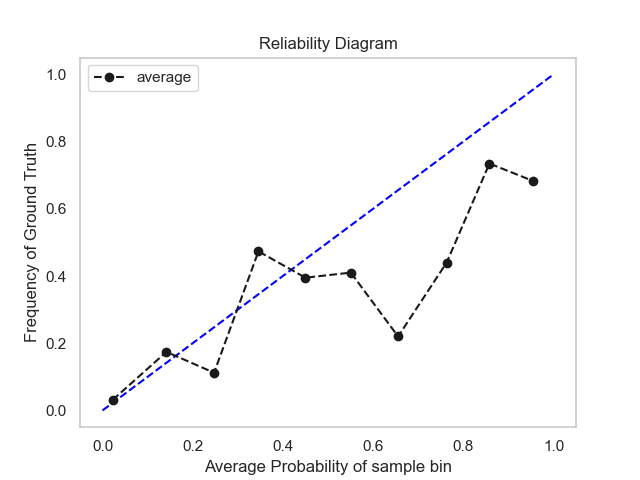 Reliability Diagram
average
Frequency of Ground Truth
1.0
0.8
0.6
0.4
0.2
0.0
0.0 0.2 0.4 0.6 0.8 1.0
Average Probability of sample bin